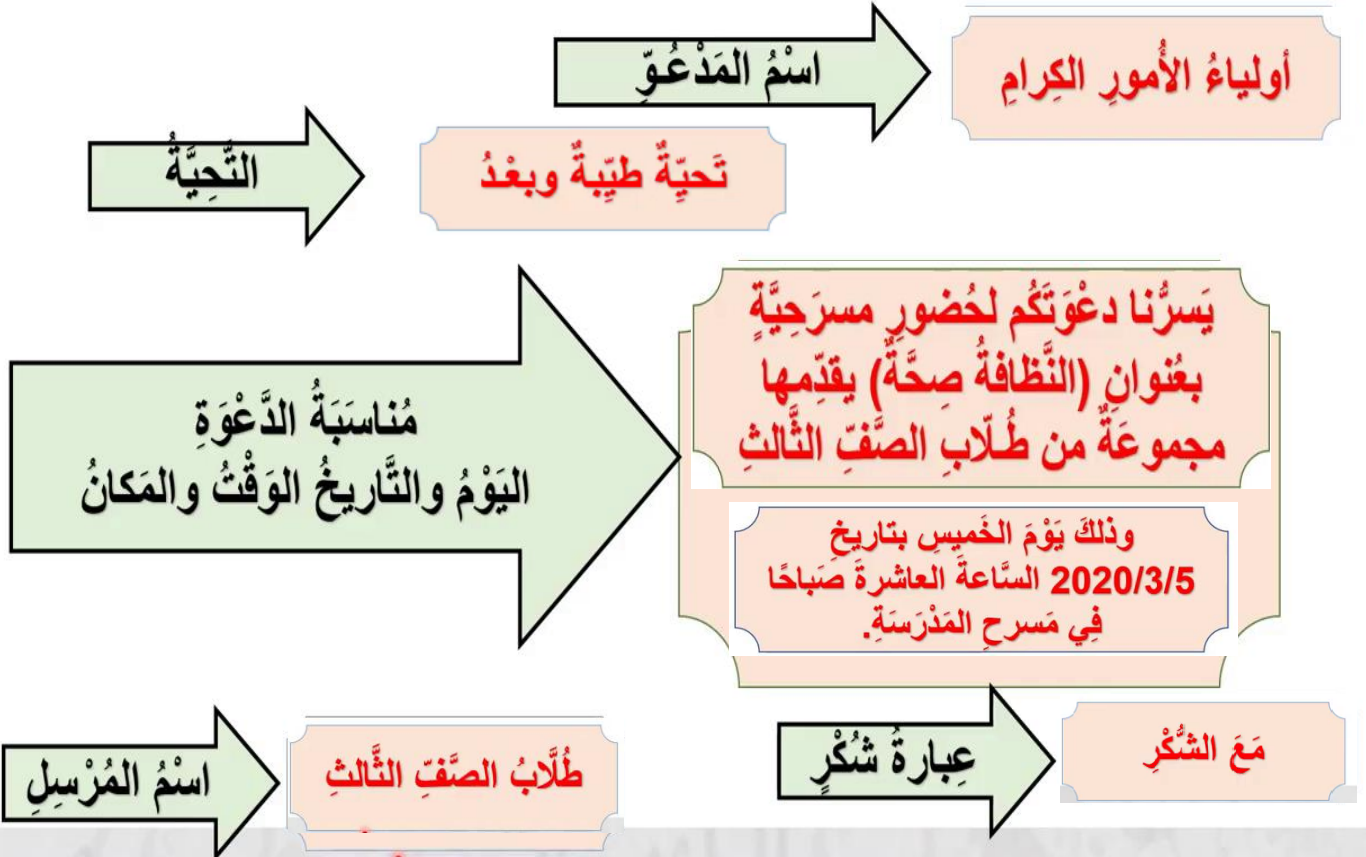 اسْمُ المَدْعُوِّ
أولياءُ الأُمورِ الكِرامِ
التَّحِيَّةُ
تَحيِّةٌ طيِّبةٌ وبعْدُ
مُناسَبَةُ الدَّعْوَةِ
اليَوْمُ والتَّاريخُ الوَقْتُ والمَكانُ
يَسرُّنا دعْوَتَكُم لحُضورِ مسرَحِيَّةٍ
بعُنوانِ (النَّظافةُ صِحَّةٌ) يقدِّمها
مجموعَةٌ من طُلّابِ الصَّفِّ الثَّالثِ
وذلكَ يَوْمَ الخَميسِ بتاريخِ
2020/3/5 السَّاعةَ العاشرةَ صَباحًا
فِي مَسرحِ المَدْرَسَةِ.
عِبارةُ شُكْرٍ
مَعَ الشُّكْرِ
اسْمُ المُرْسِلِ
طُلَّابُ الصَّفِّ الثَّالثِ